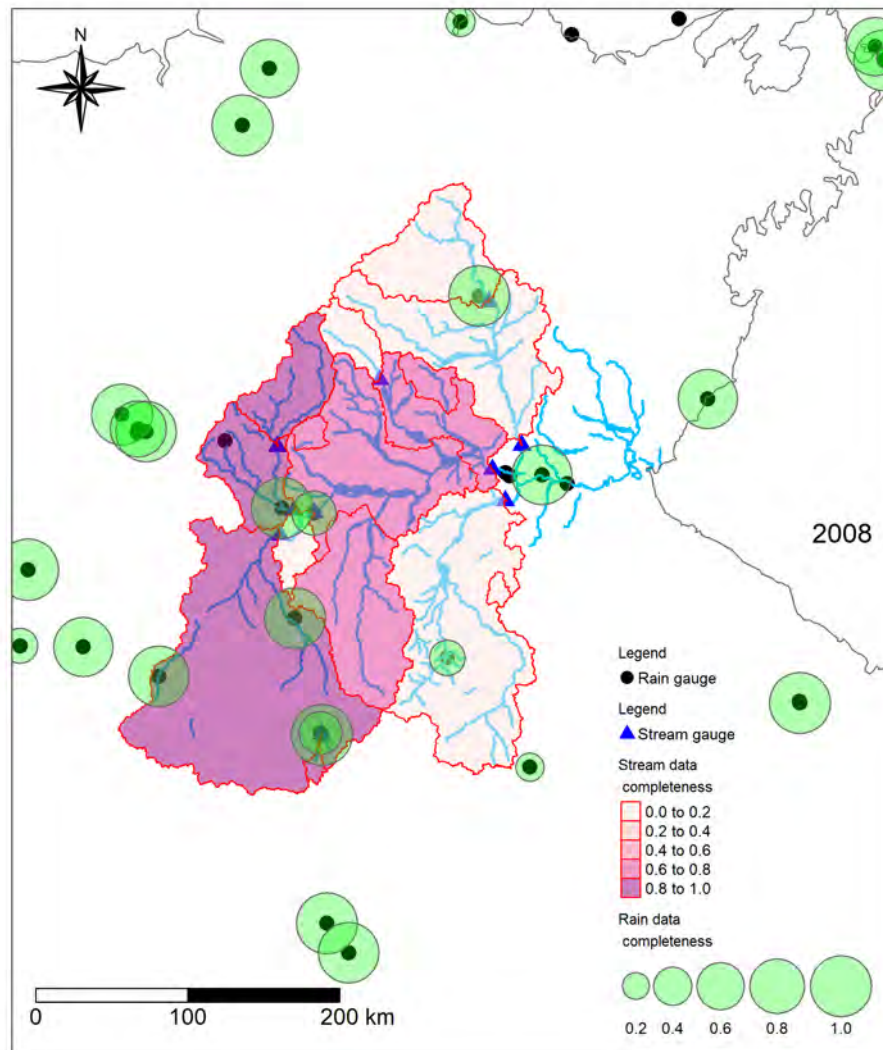 N
2008
Legend
Rain gauge
Legend
Stream gauge
Stream data
completeness
0.0 to 0.2
0.2 to 0.4
0.4 to 0.6
0.6 to 0.8
0.8 to 1.0
Rain data
completeness
0.2 0.4 0.6 0.8 1.0
0 100 200 km